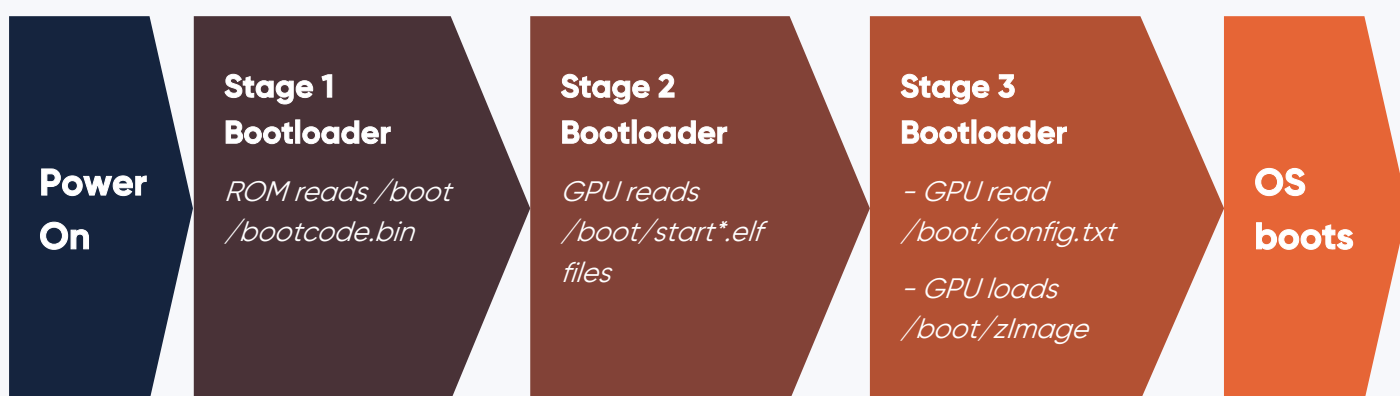 Power
On
Stage 1
Bootloader
ROM reads /boot
/bootcode.bin
Stage 2
Bootloader
GPU reads
/boot/start*.elf
files
Stage 3
Bootloader
- GPU read
/boot/config.txt
- GPU loads
/boot/zImage
OS
boots